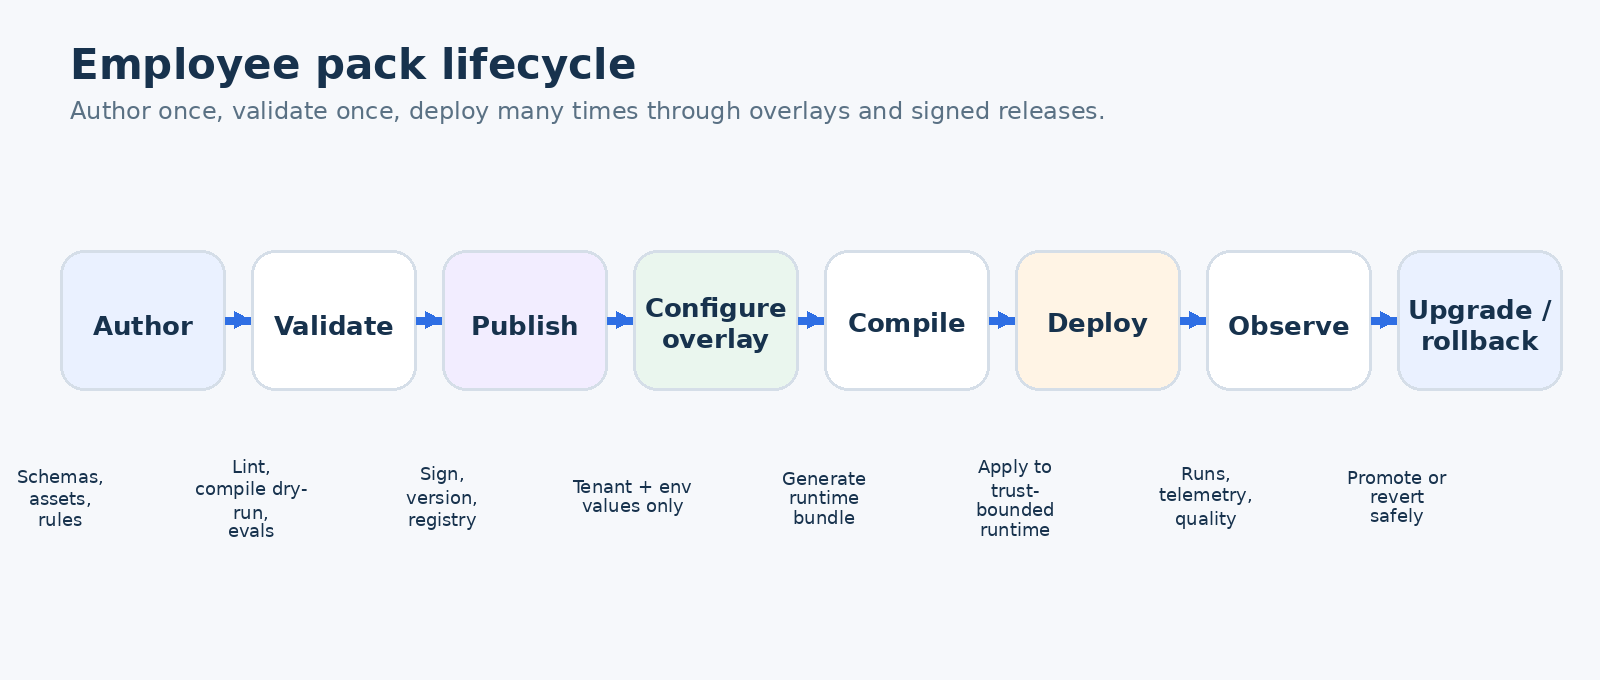 Employee pack lifecycle
Author once, validate once, deploy many times through overlays and signed releases.
Author
Validate
Publish
Configure
overlay
Compile
Deploy
Observe
Upgrade /
rollback
Schemas,
assets,
rules
Lint,
compile dry-
run,
evals
Sign,
version,
registry
Tenant + env
values only
Generate
runtime
bundle
Apply to
trust-
bounded
runtime
Runs,
telemetry,
quality
Promote or
revert
safely